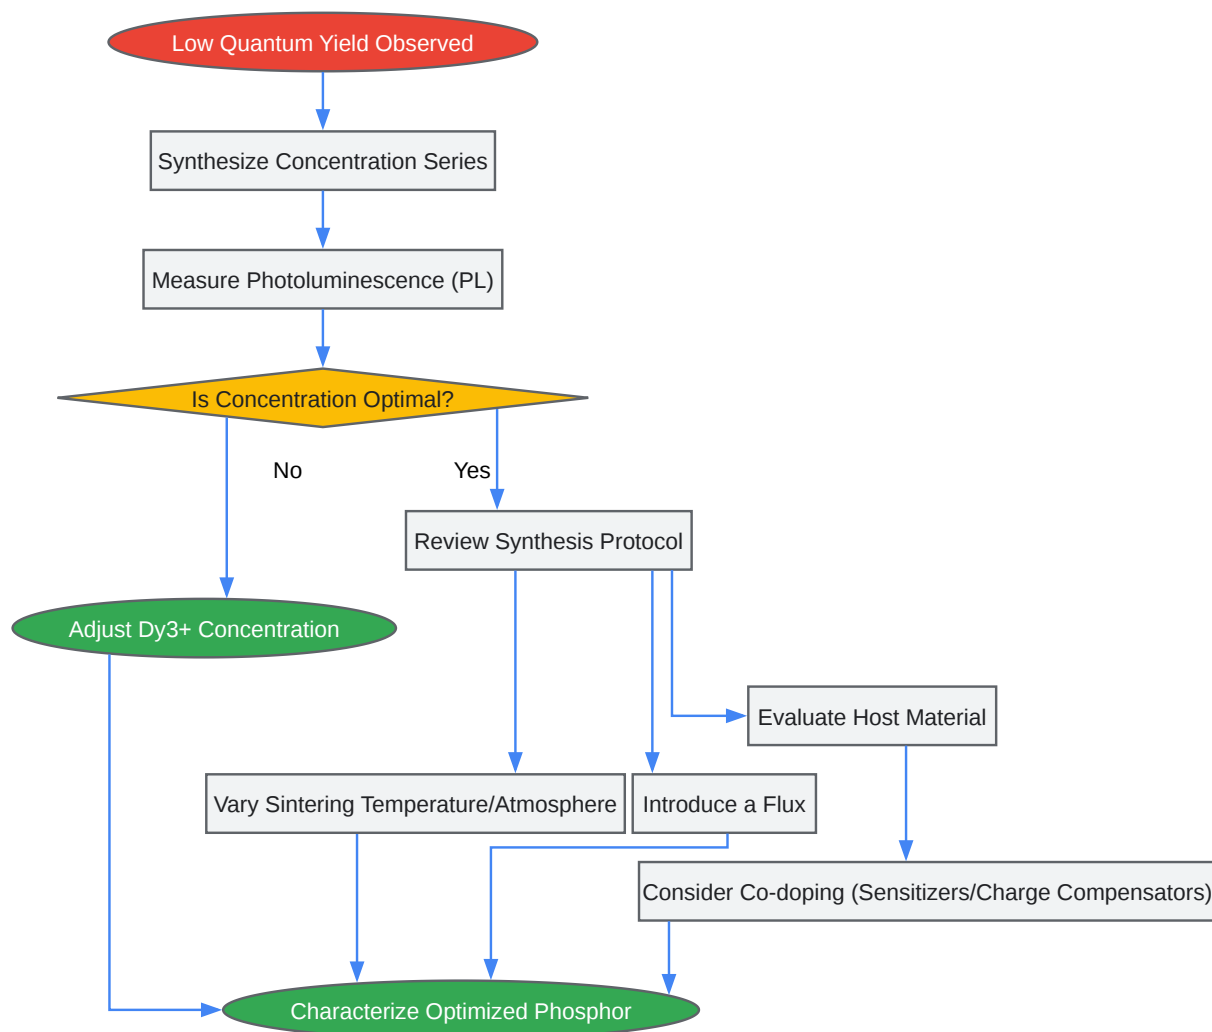 Low Quantum Yield Observed
Synthesize Concentration Series
Measure Photoluminescence (PL)
Is Concentration Optimal?
No
Yes
Review Synthesis Protocol
Adjust Dy3+ Concentration
Evaluate Host Material
Vary Sintering Temperature/Atmosphere
Introduce a Flux
Consider Co-doping (Sensitizers/Charge Compensators)
Characterize Optimized Phosphor